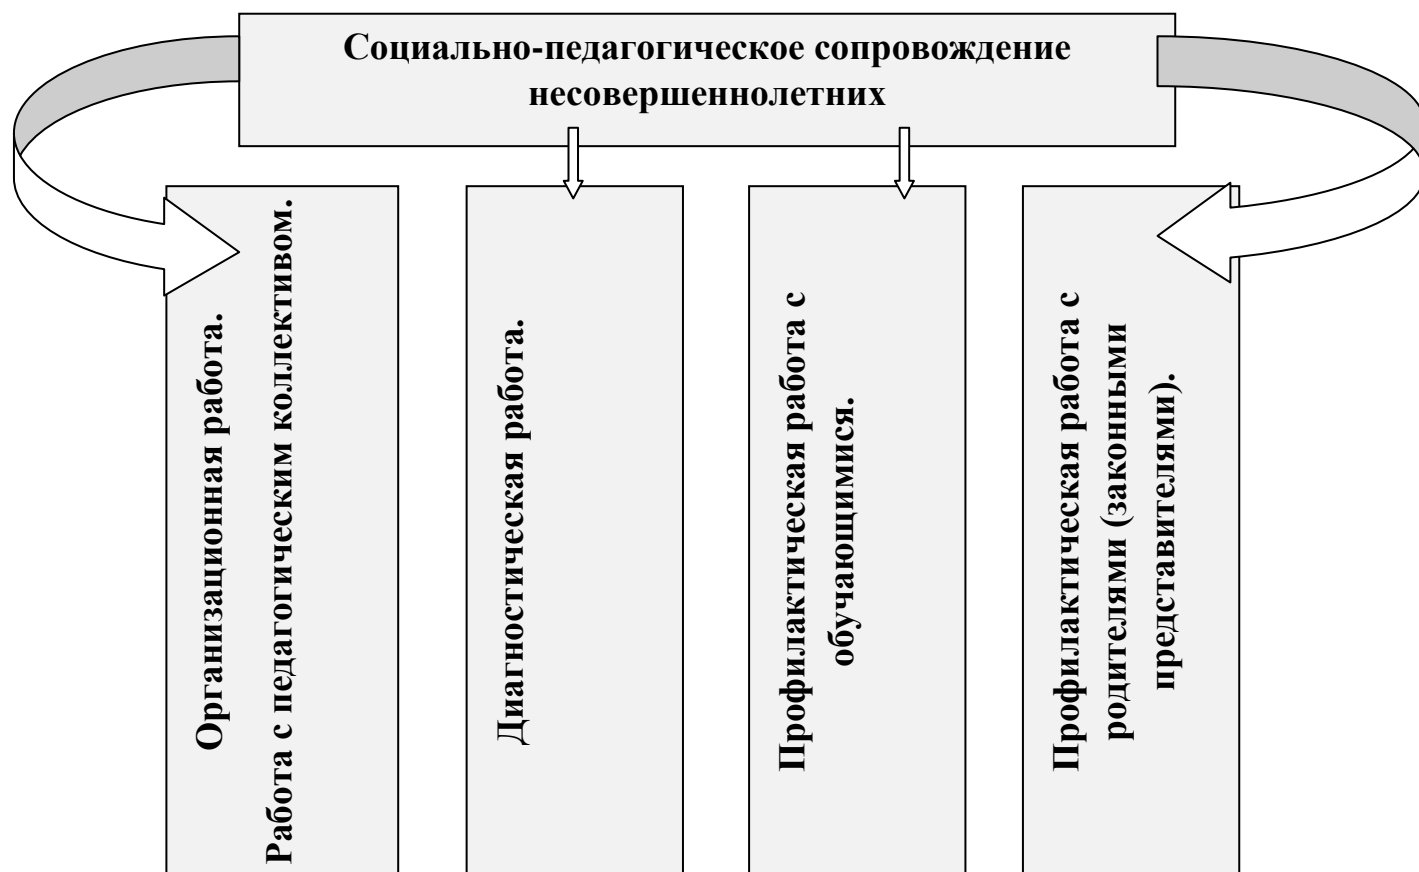 Социально-педагогическое сопровождение
несовершеннолетних
Организационная работа.
Работа с педагогическим коллективом.
Диагностическая работа.
Профилактическая работа с
обучающимися.
Профилактическая работа с
родителями (законными
представителями).